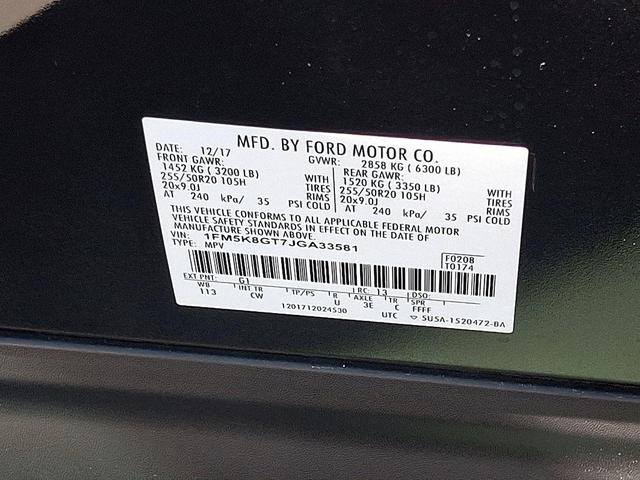 MFD. BY FORD MOTOR CO.
DATE: 12/17 GVWR: 2858 KG ( 6300 LB)
FRONT GAWR: REAR GAWR:
1452 KG ( 3200 LB) WITH 1520 KG ( 3350 LB) WITH
255/50R20 105H TIRES 255/50R20 105H TIRES
20x9.0J RIMS 20x9.0J RIMS
AT 240 kPa/ 35 PSI COLD AT 240 kPa/ 35 PSI COLD
THIS VEHICLE CONFORMS TO ALL APPLICABLE FEDERAL MOTOR
VEHICLE SAFETY STANDARDS IN EFFECT ON THE DATE OF
MANUFACTURE SHOWN ABOVE.
VIN: 1FM5K8GT7JGA33581 F0208
TYPE: MPV T0174
EXT PNT: G1 RC: 13 DSO:
WB INT TR TP/PS R AXLE TR SPR
113 CW U 3E C FFFF
1201712024530 UTC ▽ 5U5A-1520472-BA